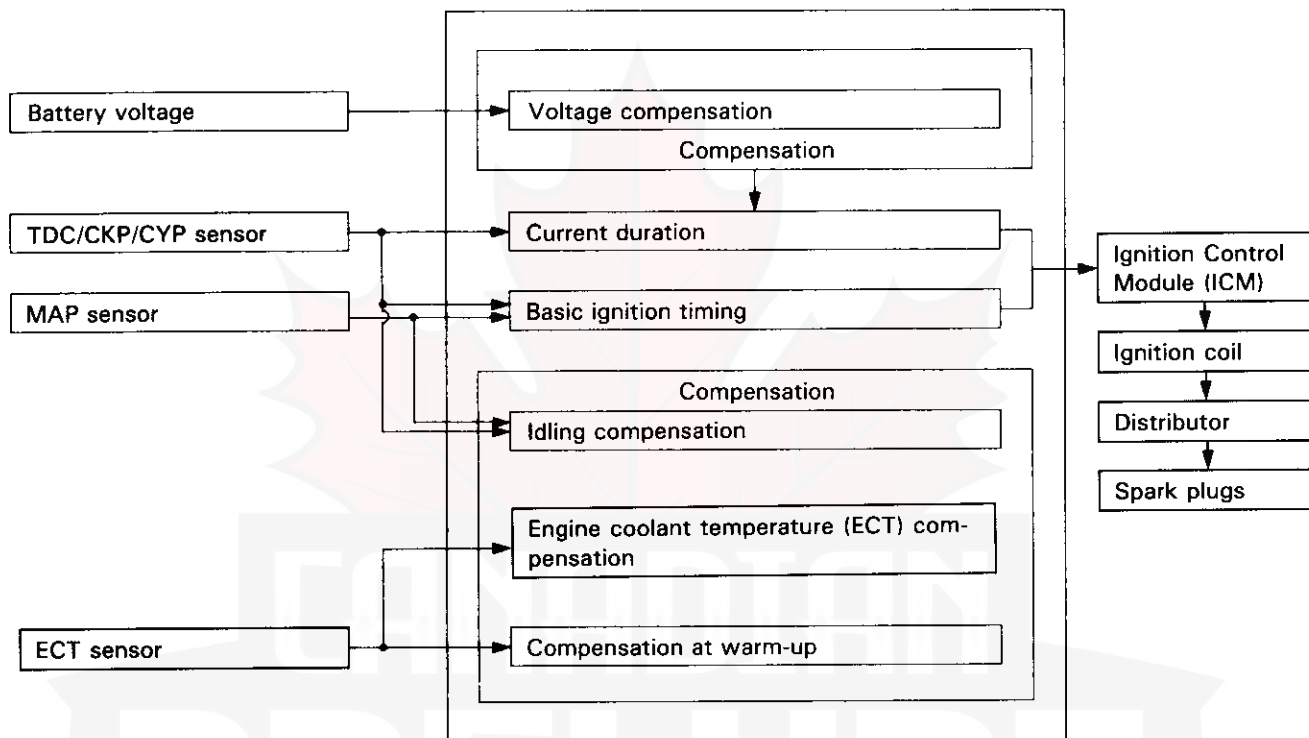 Battery voltage
Voltage compensation
Compensation
TDC/CKP/CYP sensor
Current duration
Ignition Control
Module (ICM)
MAP sensor
Basic ignition timing
Ignition coil
Compensation
Idling compensation
Distributor
Spark plugs
Engine coolant temperature (ECT) com-
pensation
ECT sensor
Compensation at warm-up
CANADIAN